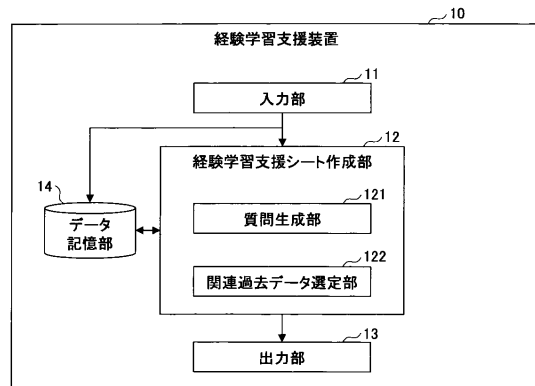 10
経験学習支援装置
11
入力部
12
経験学習支援シート作成部
14
データ
記憶部
121
質問生成部
122
関連過去データ選定部
13
出力部